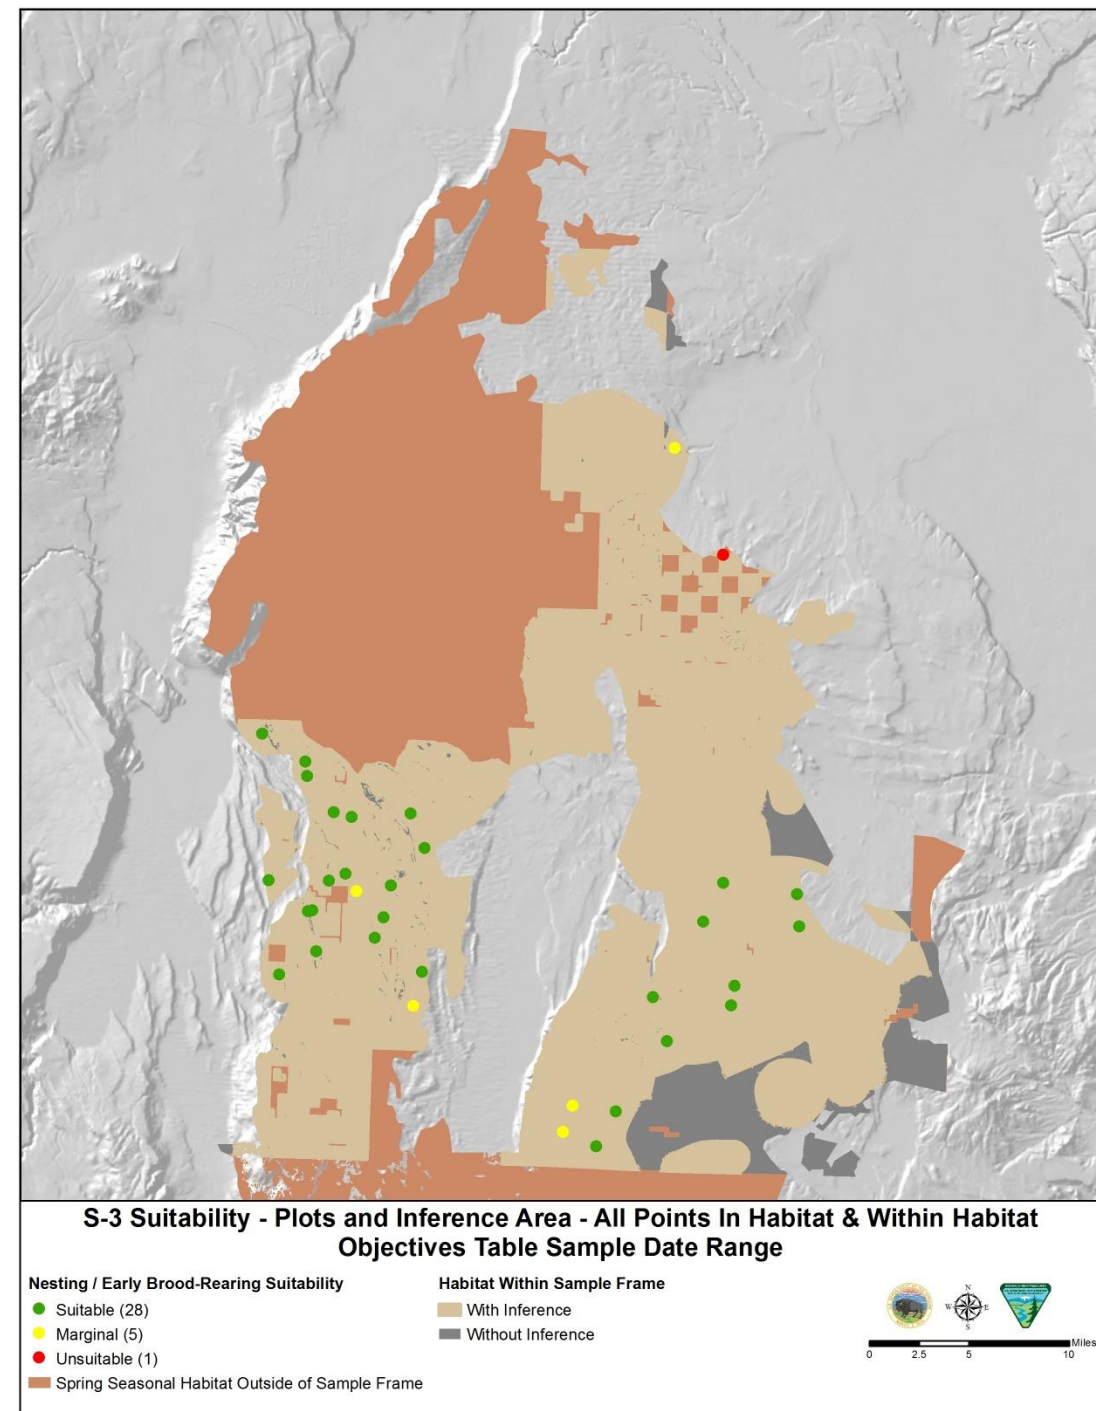 S-3 Suitability - Plots and Inference Area - All Points In Habitat & Within Habitat
Objectives Table Sample Date Range
Nesting / Early Brood-Rearing Suitability
Suitable (28)
Marginal (5)
Unsuitable (1)
Spring Seasonal Habitat Outside of Sample Frame
Habitat Within Sample Frame
With Inference
Without Inference
N
W
E
S
Miles
0 2.5 5 10